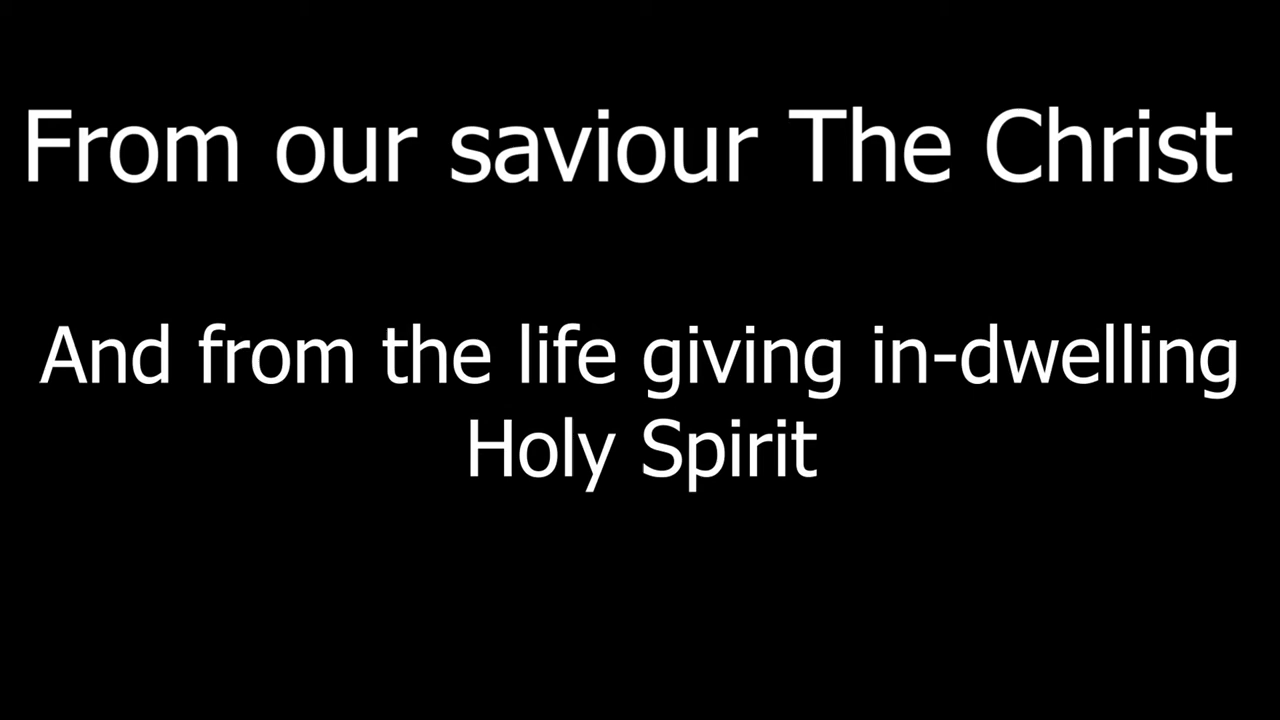 From our saviour The Christ
And from the life giving in-dwelling
Holy Spirit